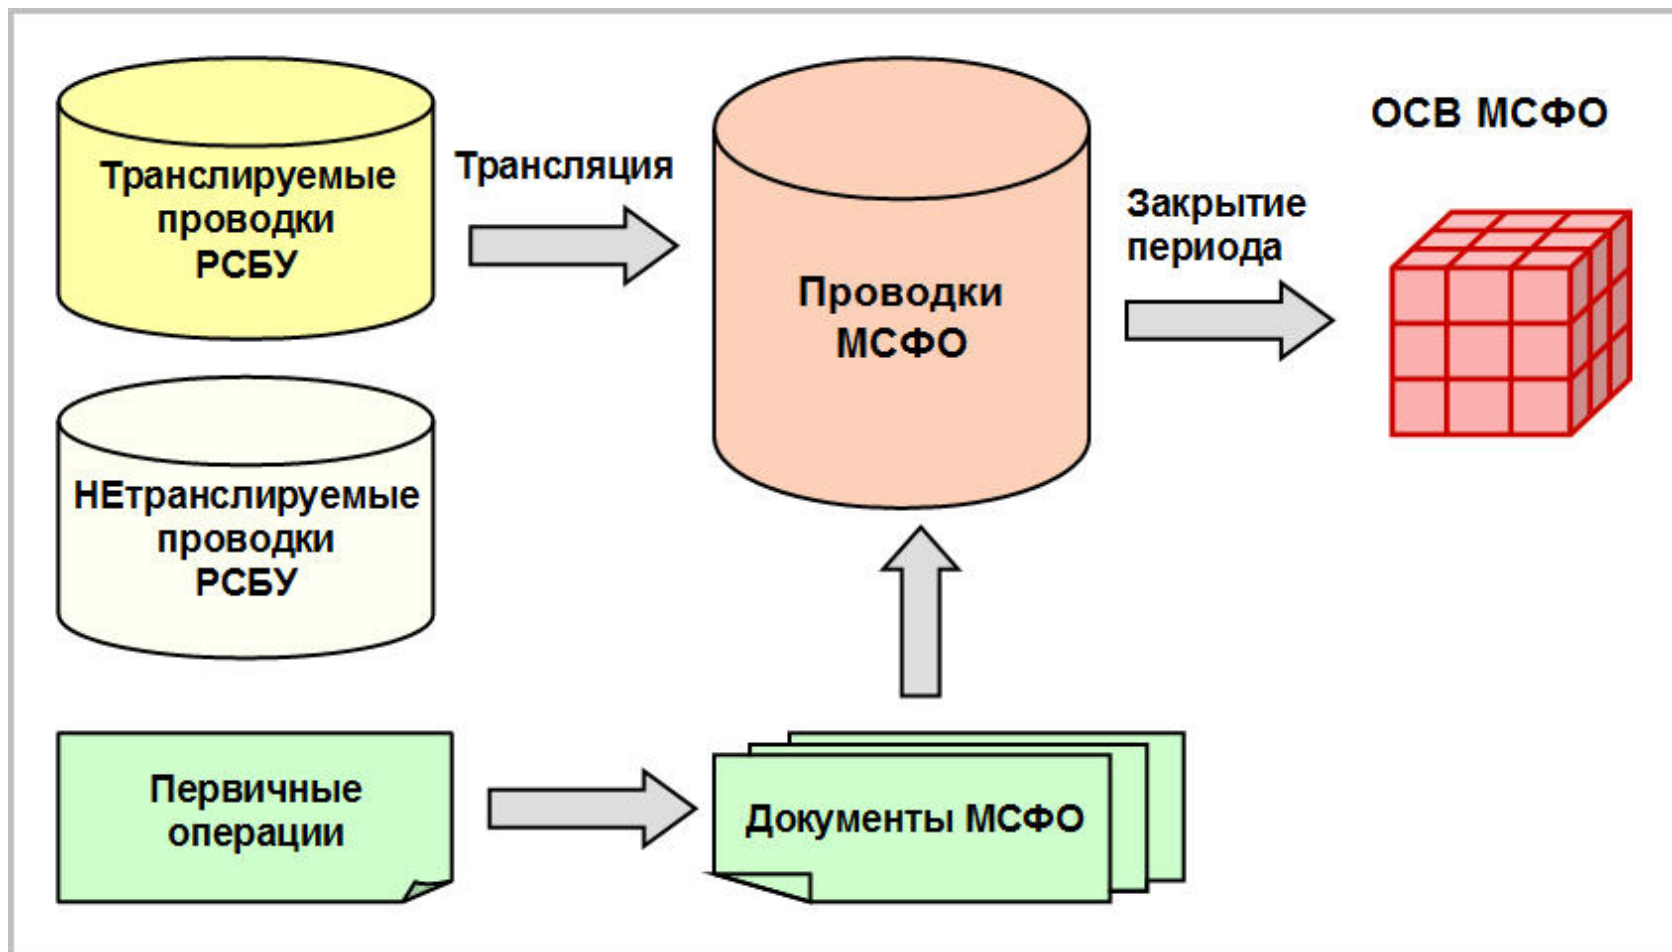 Транслируемые
проводки
РСБУ
Трансляция
Проводки
МСФО
Закрытие
периода
ОСВ МСФО
НЕтранслируемые
проводки
РСБУ
Первичные
операции
Документы МСФО